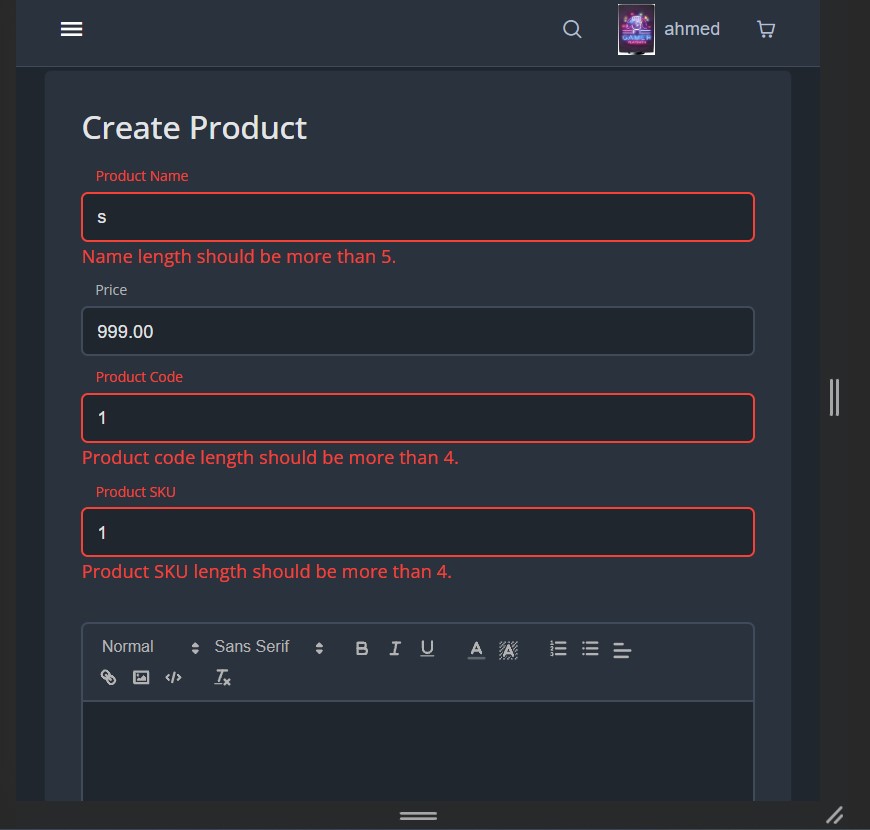 ahmed
Create Product
Product Name
s
Name length should be more than 5.
Price
999.00
Product Code
1
Product code length should be more than 4.
Product SKU
1
Product SKU length should be more than 4.
Normal Sans Serif B I U A A